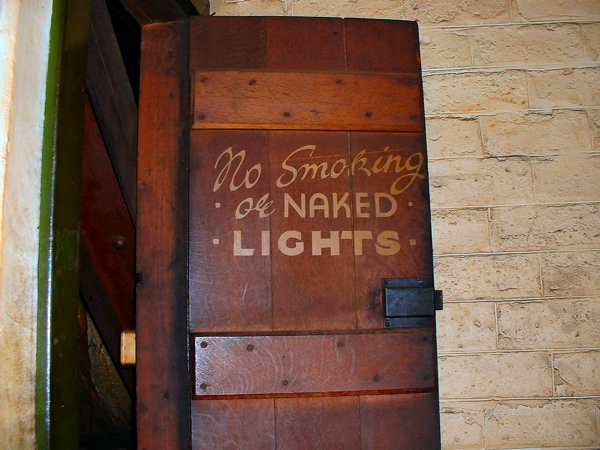 No Smoking
· or NAKED ·
· LIGHTS ·